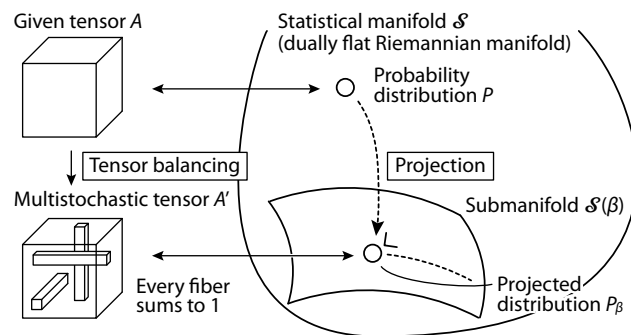 Given tensor A
Statistical manifold 𝓢
(dually flat Riemannian manifold)
Probability
distribution P
Tensor balancing
Projection
Multistochastic tensor A′
Submanifold 𝓢(β)
Every fiber
sums to 1
Projected
distribution Pβ